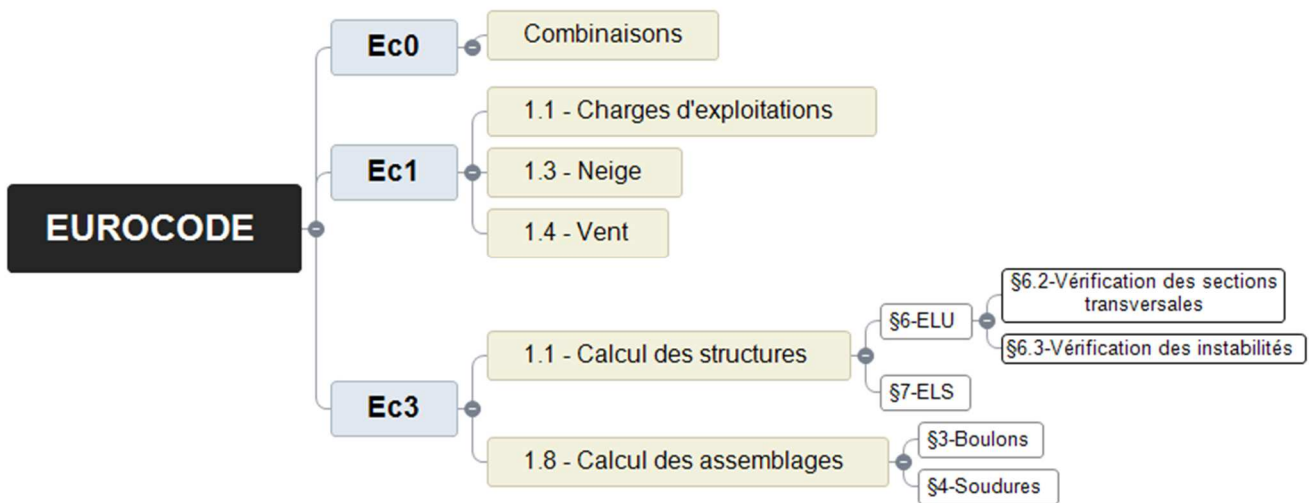 EUROCODE
Ec0
Combinaisons
Ec1
1.1 - Charges d'exploitations
1.3 - Neige
1.4 - Vent
Ec3
1.1 - Calcul des structures
§6-ELU
§6.2-Vérification des sections
transversales
§6.3-Vérification des instabilités
§7-ELS
1.8 - Calcul des assemblages
§3-Boulons
§4-Soudures